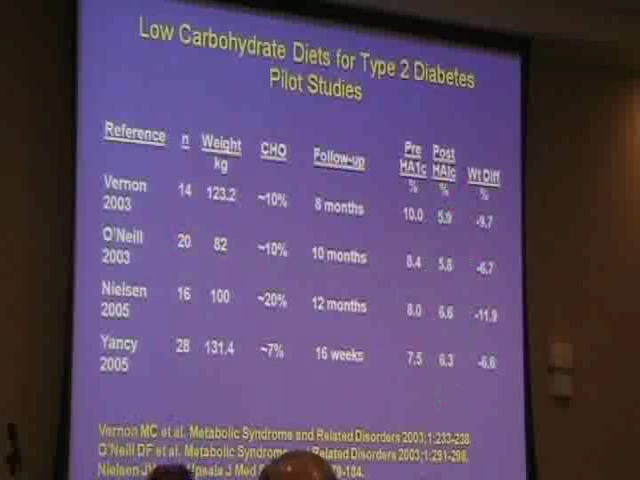 Low Carbohydrate Diets for Type 2 Diabetes
Pilot Studies
Reference n Weight kg CHO Follow-up Pre HA1c % Post HA1c % Wt Diff %
Vernon 2003 14 123.2 ~10% 8 months 10.0 5.9 -9.7
O'Neill 2003 20 82 ~10% 10 months 8.4 5.8 -6.7
Nielsen 2005 16 100 ~20% 12 months 8.0 6.6 -11.9
Yancy 2005 28 131.4 ~7% 16 weeks 7.5 6.3 -6.6
Vernon MC et al. Metabolic Syndrome and Related Disorders 2003;1:233-238.
O'Neill DF et al. Metabolic Syndrome Related Disorders 2003;1:291-298.
Nielsen J Med -184.